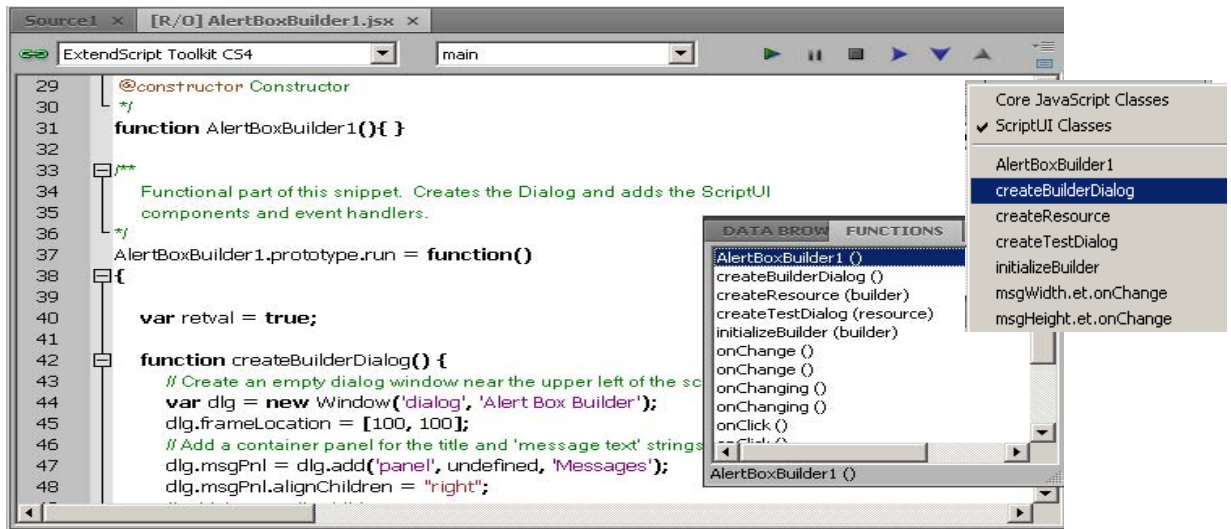 Source1 × [R/O] AlertBoxBuilder1.jsx ×
ExtendScript Toolkit CS4 main
29 @constructor Constructor
30 */
31 function AlertBoxBuilder1(){ }
32
33 /**
34 Functional part of this snippet. Creates the Dialog and adds the ScriptUI
35 components and event handlers.
36 */
37 AlertBoxBuilder1.prototype.run = function()
38 {
39
40 var retval = true;
41
42 function createBuilderDialog() {
43 // Create an empty dialog window near the upper left of the sc
44 var dlg = new Window('dialog', 'Alert Box Builder');
45 dlg.frameLocation = [100, 100];
46 // Add a container panel for the title and 'message text' strings
47 dlg.msgPnl = dlg.add('panel', undefined, 'Messages');
48 dlg.msgPnl.alignChildren = "right";
DATA BROW FUNCTIONS
AlertBoxBuilder1 ()
createBuilderDialog ()
createResource (builder)
createTestDialog (resource)
initializeBuilder (builder)
onChange ()
onChange ()
onChanging ()
onChanging ()
onClick ()
onClick ()
AlertBoxBuilder1 ()
Core JavaScript Classes
✓ ScriptUI Classes
AlertBoxBuilder1
createBuilderDialog
createResource
createTestDialog
initializeBuilder
msgWidth.et.onChange
msgHeight.et.onChange